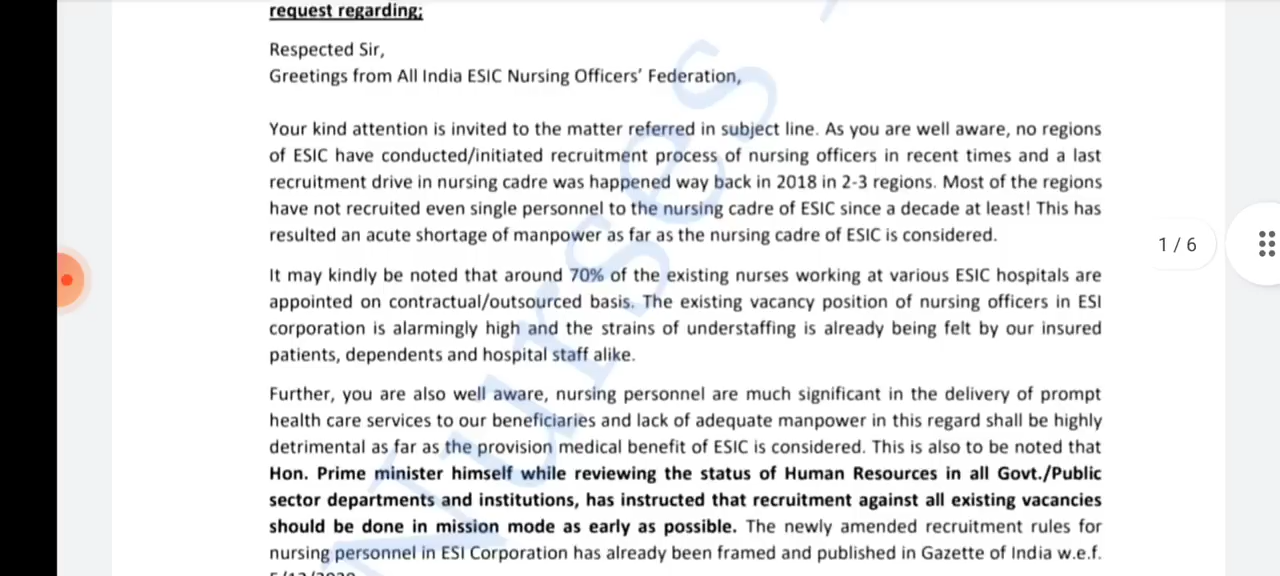 request regarding;
Respected Sir,
Greetings from All India ESIC Nursing Officers' Federation,
Your kind attention is invited to the matter referred in subject line. As you are well aware, no regions
of ESIC have conducted/initiated recruitment process of nursing officers in recent times and a last
recruitment drive in nursing cadre was happened way back in 2018 in 2-3 regions. Most of the regions
have not recruited even single personnel to the nursing cadre of ESIC since a decade at least! This has
resulted an acute shortage of manpower as far as the nursing cadre of ESIC is considered.
1 / 6
It may kindly be noted that around 70% of the existing nurses working at various ESIC hospitals are
appointed on contractual/outsourced basis. The existing vacancy position of nursing officers in ESI
corporation is alarmingly high and the strains of understaffing is already being felt by our insured
patients, dependents and hospital staff alike.
Further, you are also well aware, nursing personnel are much significant in the delivery of prompt
health care services to our beneficiaries and lack of adequate manpower in this regard shall be highly
detrimental as far as the provision medical benefit of ESIC is considered. This is also to be noted that
Hon. Prime minister himself while reviewing the status of Human Resources in all Govt./Public
sector departments and institutions, has instructed that recruitment against all existing vacancies
should be done in mission mode as early as possible. The newly amended recruitment rules for
nursing personnel in ESI Corporation has already been framed and published in Gazette of India w.e.f.
Nurses